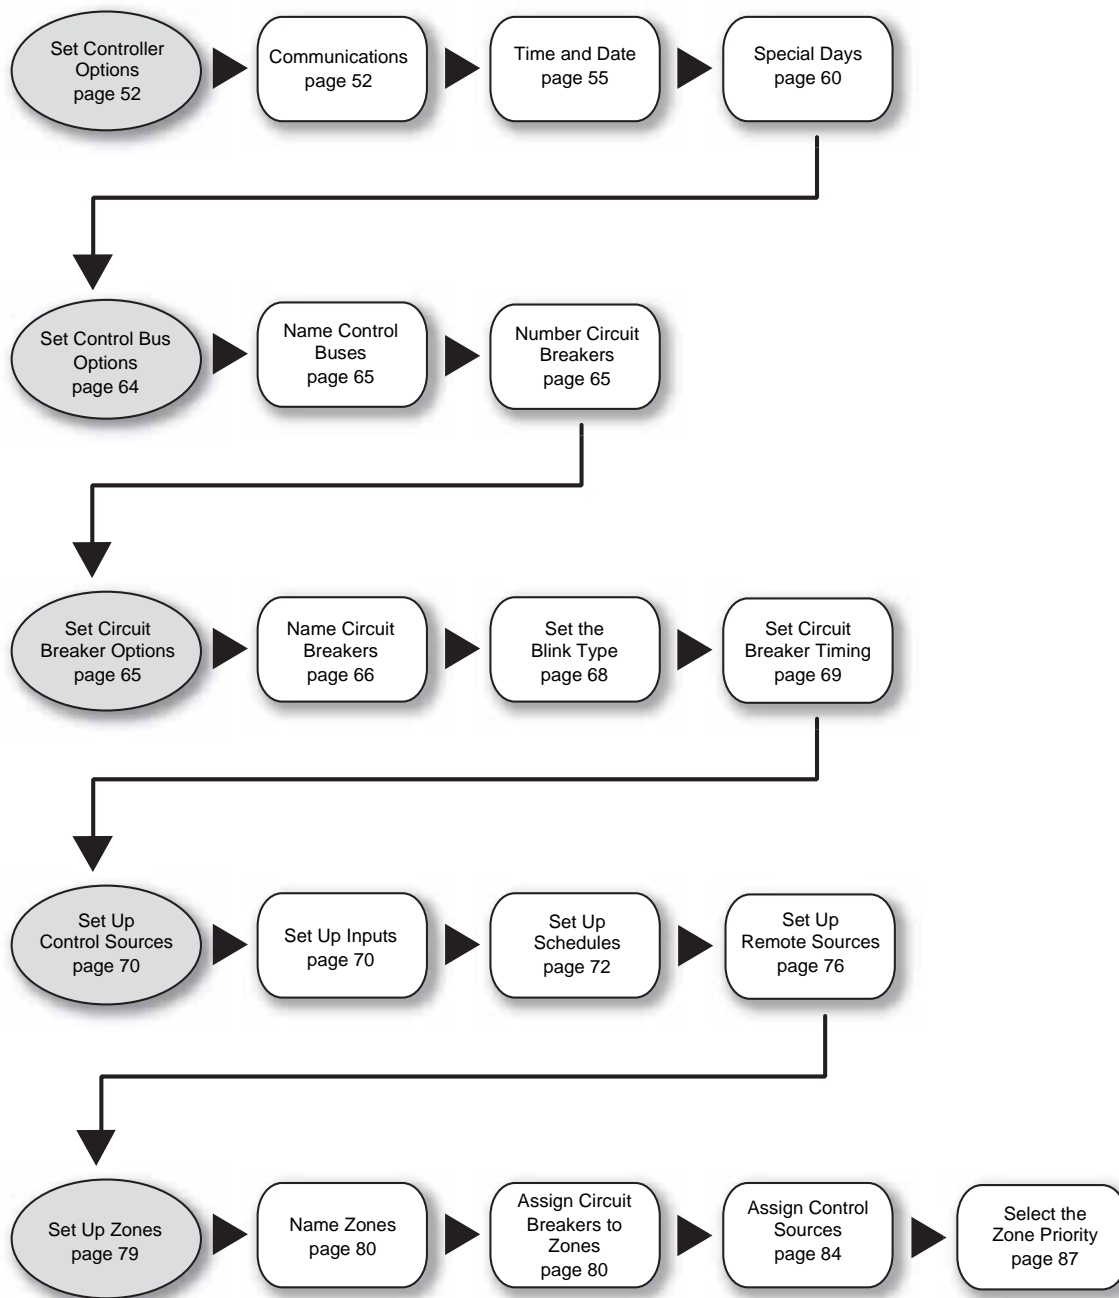 Set Controller
Options
page 52
Communications
page 52
Time and Date
page 55
Special Days
page 60
Set Control Bus
Options
page 64
Name Control
Buses
page 65
Number Circuit
Breakers
page 65
Set Circuit
Breaker Options
page 65
Name Circuit
Breakers
page 66
Set the
Blink Type
page 68
Set Circuit
Breaker Timing
page 69
Set Up
Control Sources
page 70
Set Up Inputs
page 70
Set Up
Schedules
page 72
Set Up
Remote Sources
page 76
Set Up Zones
page 79
Name Zones
page 80
Assign Circuit
Breakers to
Zones
page 80
Assign Control
Sources
page 84
Select the
Zone Priority
page 87